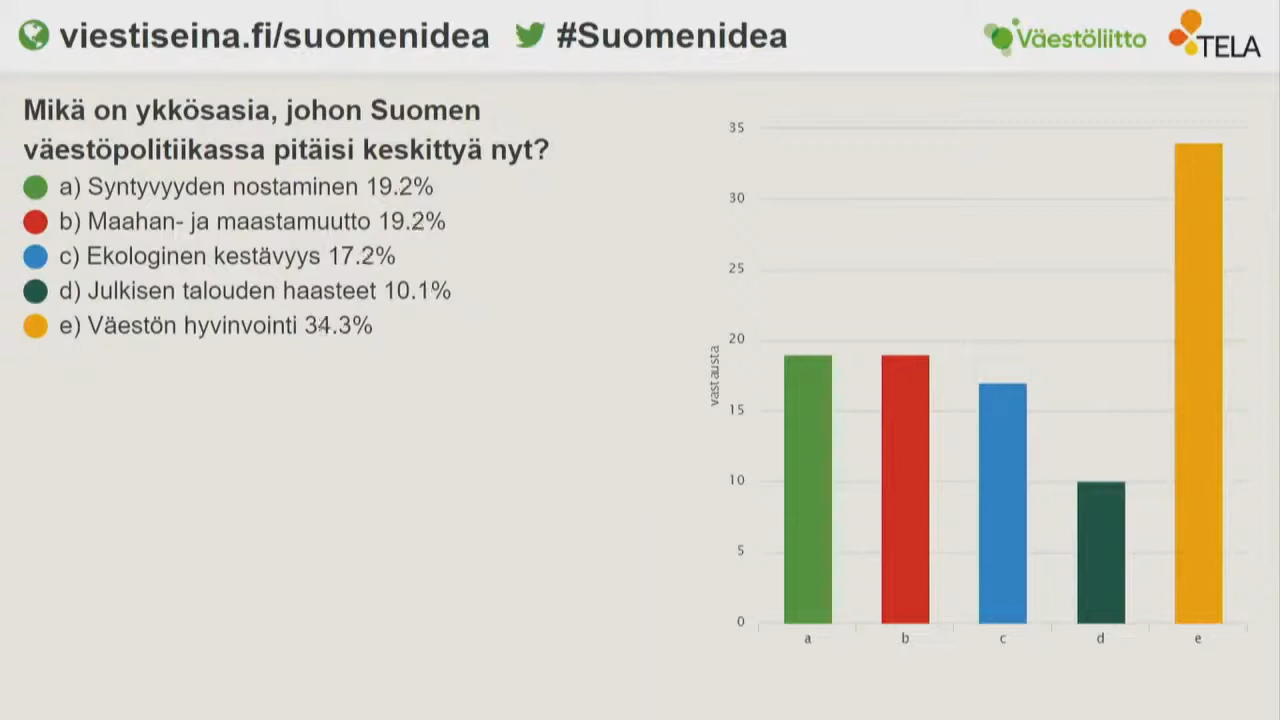 viestiseina.fi/suomenidea #Suomenidea Väestöliitto TELA
Mikä on ykkösasia, johon Suomen
väestöpolitiikassa pitäisi keskittyä nyt?
a) Syntyvyyden nostaminen 19.2%
b) Maahan- ja maastamuutto 19.2%
c) Ekologinen kestävyys 17.2%
d) Julkisen talouden haasteet 10.1%
e) Väestön hyvinvointi 34.3%
35
30
25
20
15
10
5
0
vastausta
a b c d e